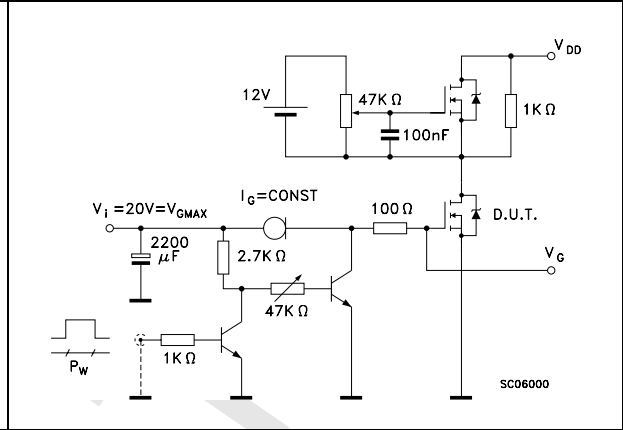 V DD
12V
47K Ω
1K Ω
100nF
I G =CONST
100 Ω
D.U.T.
V i =20V=V GMAX
2200
μF
2.7K Ω
V G
47K Ω
1K Ω
P W
SC06000